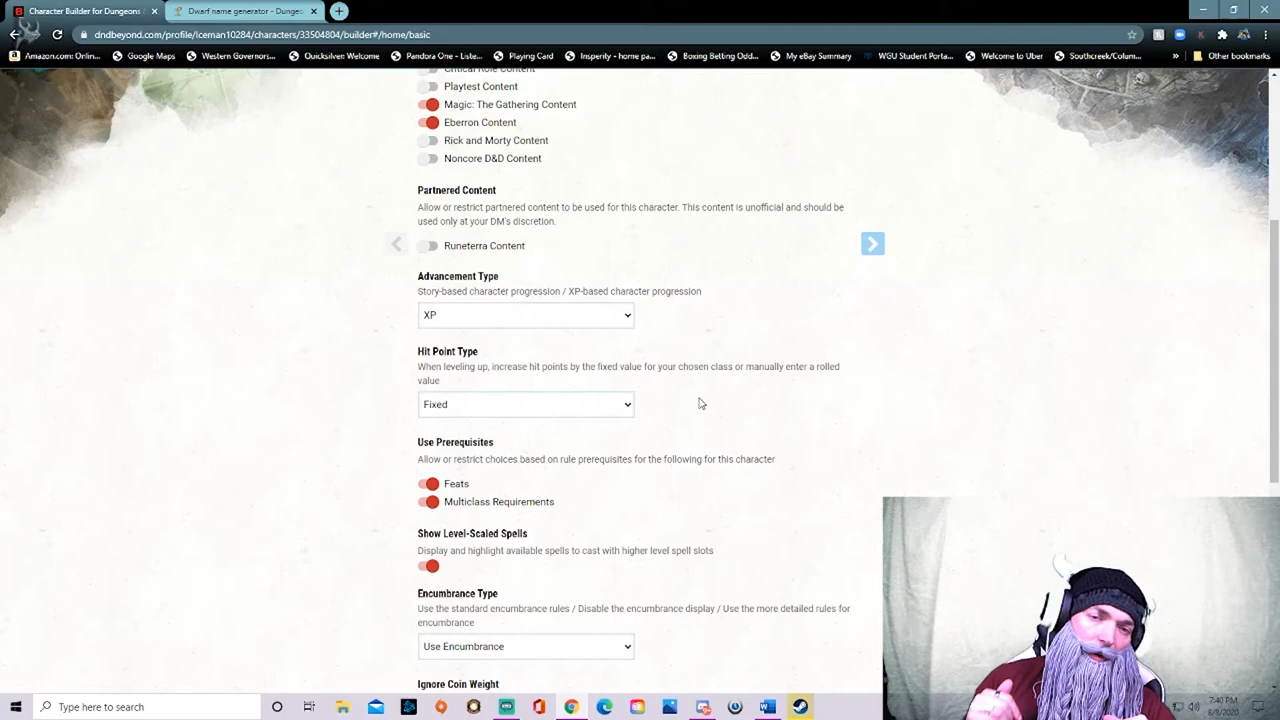 Character Builder for Dungeons
Dwarf name generator - Dungeo
dndbeyond.com/profile/iceman10284/characters/33504804/builder#/home/basic
Amazon.com: Onlin... Google Maps Western Governors... Quicksilver: Welcome Pandora One - Liste... Playing Card Insperity - home pa... Boxing Betting Odd... My eBay Summary WGU Student Porta... Welcome to Uber Southcreek/Colum... » Other bookmarks
Critical Role Content
Playtest Content
Magic: The Gathering Content
Eberron Content
Rick and Morty Content
Noncore D&D Content
Partnered Content
Allow or restrict partnered content to be used for this character. This content is unofficial and should be
used only at your DM's discretion.
Runeterra Content
Advancement Type
Story-based character progression / XP-based character progression
XP
Hit Point Type
When leveling up, increase hit points by the fixed value for your chosen class or manually enter a rolled
value
Fixed
Use Prerequisites
Allow or restrict choices based on rule prerequisites for the following for this character
Feats
Multiclass Requirements
Show Level-Scaled Spells
Display and highlight available spells to cast with higher level spell slots
Encumbrance Type
Use the standard encumbrance rules / Disable the encumbrance display / Use the more detailed rules for
encumbrance
Use Encumbrance
Ignore Coin Weight
Type here to search
7:40 PM
8/8/2020